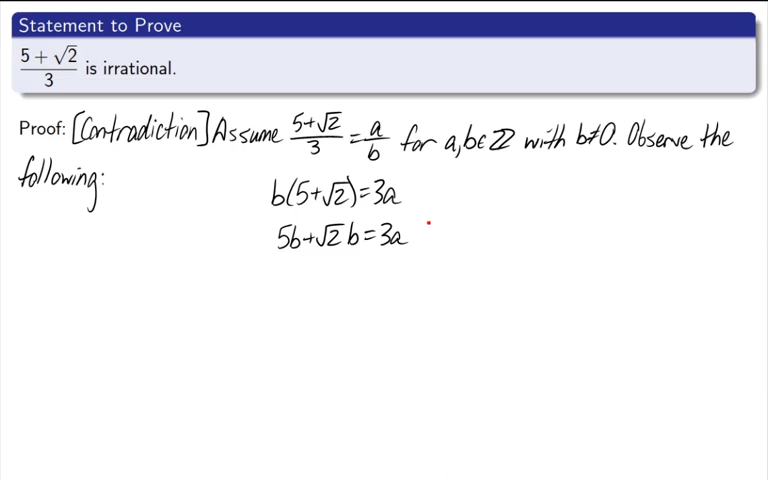 Statement to Prove
5 + √2
3
is irrational.
Proof: [Contradiction] Assume (5+√2)/3 = a/b for a,b∈ℤ with b≠0. Observe the
following:
b(5+√2)=3a
5b+√2 b=3a